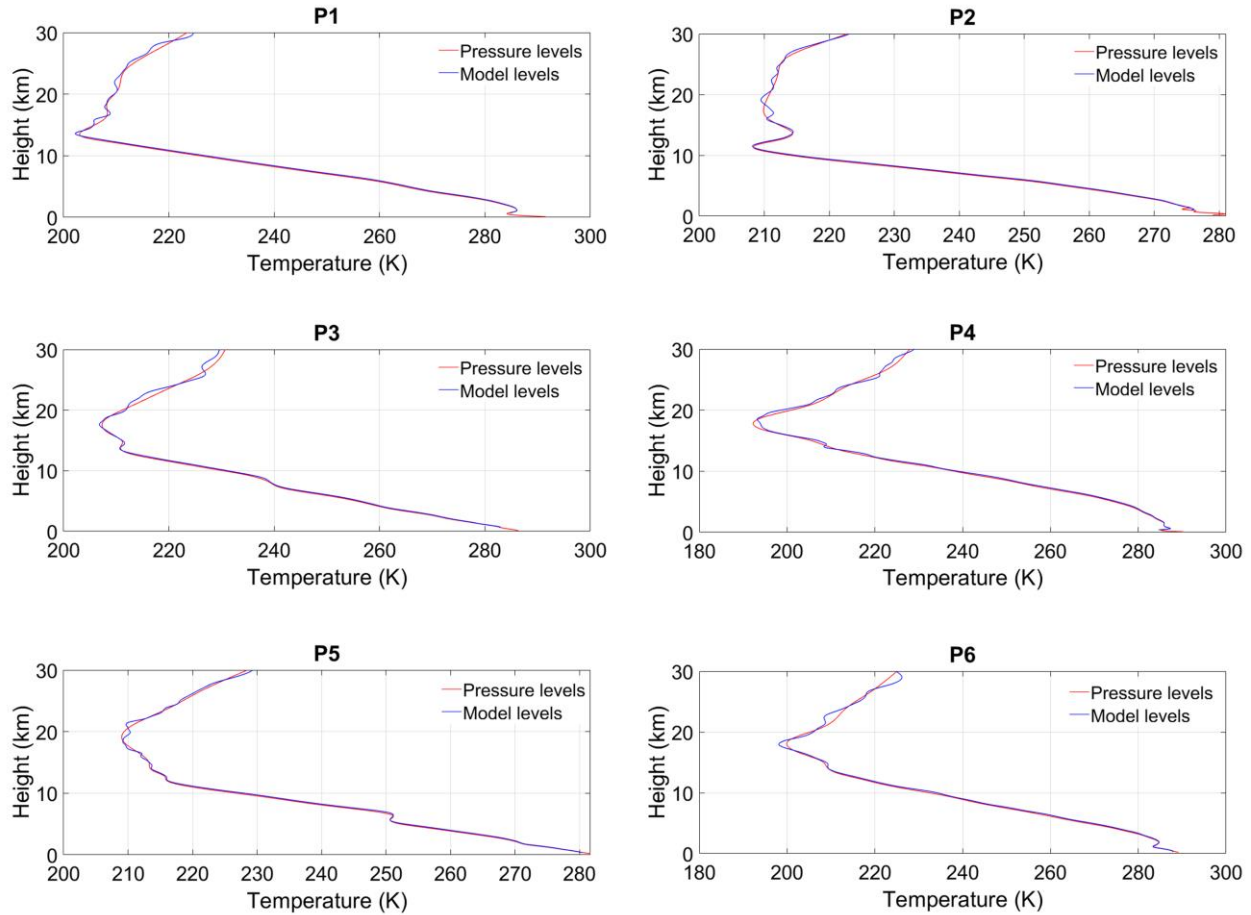 P1
30
20
10
0
Height (km)
Pressure levels
Model levels
200 220 240 260 280 300
Temperature (K)
P2
30
20
10
0
Height (km)
Pressure levels
Model levels
200 210 220 230 240 250 260 270 280
Temperature (K)
P3
30
20
10
0
Height (km)
Pressure levels
Model levels
200 220 240 260 280 300
Temperature (K)
P4
30
20
10
0
Height (km)
Pressure levels
Model levels
180 200 220 240 260 280 300
Temperature (K)
P5
30
20
10
0
Height (km)
Pressure levels
Model levels
200 210 220 230 240 250 260 270 280
Temperature (K)
P6
30
20
10
0
Height (km)
Pressure levels
Model levels
180 200 220 240 260 280 300
Temperature (K)